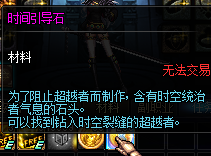 时间引导石
材料
无法交易
为了阻止超越者而制作，含有时空统治
者气息的石头。
可以找到钻入时空裂缝的超越者。